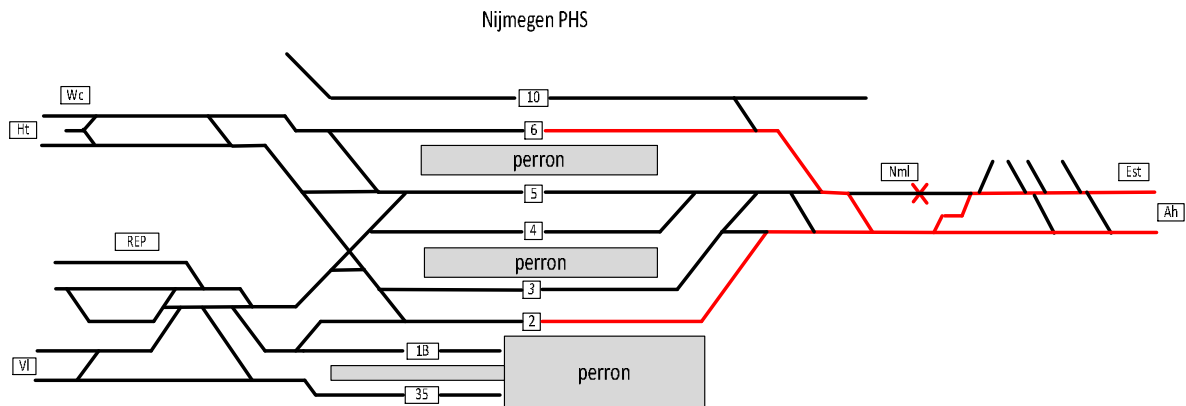 Nijmegen PHS
Wc
10
Ht
6
perron
Nml
Est
5
Ah
REP
4
perron
3
2
1B
Vl
perron
35